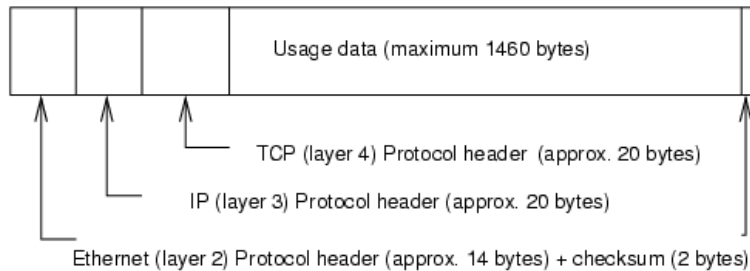 Usage data (maximum 1460 bytes)
TCP (layer 4) Protocol header (approx. 20 bytes)
IP (layer 3) Protocol header (approx. 20 bytes)
Ethernet (layer 2) Protocol header (approx. 14 bytes) + checksum (2 bytes)